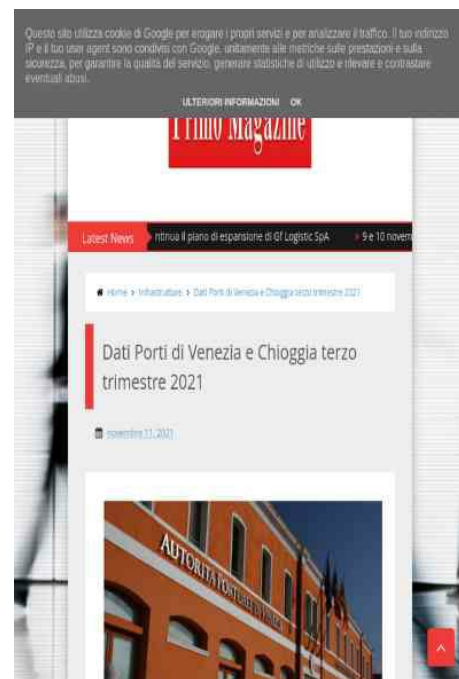 Questo sito utilizza cookie di Google per erogare i propri servizi e per analizzare il traffico. Il tuo indirizzo
IP e il tuo user agent sono condivisi con Google, unitamente alle metriche sulle prestazioni e sulla
sicurezza, per garantire la qualità del servizio, generare statistiche di utilizzo e rilevare e contrastare
eventuali abusi.
ULTERIORI INFORMAZIONI OK
Primo Magazine
Latest News ntinua il piano di espansione di Gf Logistic SpA 9 e 10 novem
Home > Infrastrutture > Dati Porti di Venezia e Chioggia terzo trimestre 2021
Dati Porti di Venezia e Chioggia terzo
trimestre 2021
novembre 11, 2021
AUTORITÀ PORTUALE DI VENEZIA